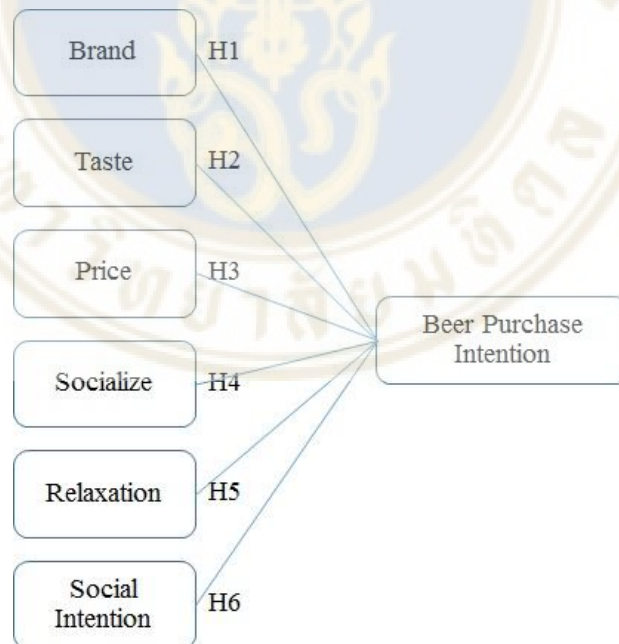 Brand
H1
Taste
H2
Price
H3
Beer Purchase
Intention
Socialize
H4
Relaxation
H5
Social
Intention
H6